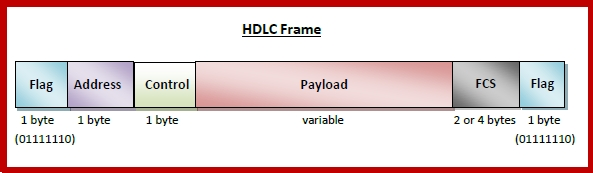 HDLC Frame
Flag Address Control Payload FCS Flag
1 byte 1 byte 1 byte variable 2 or 4 bytes 1 byte
(01111110) (01111110)